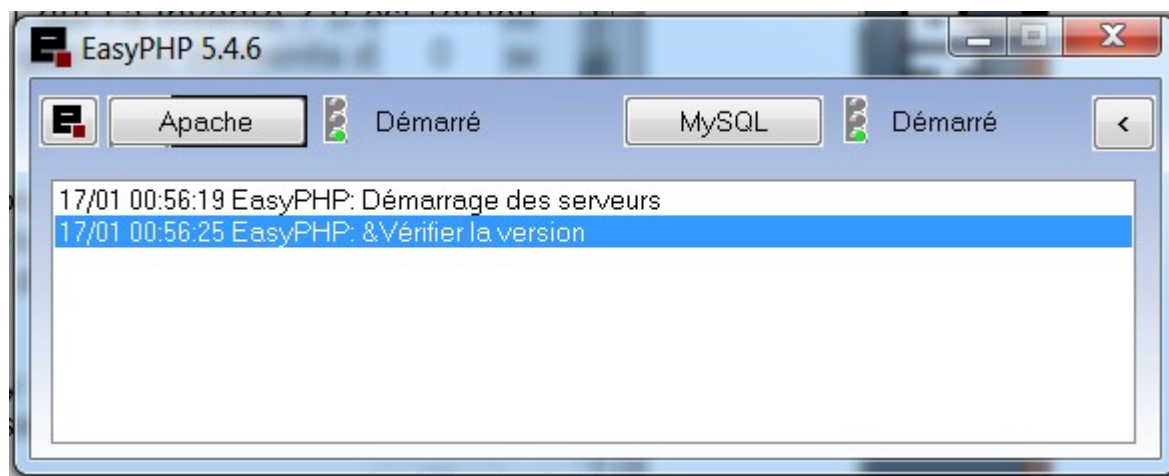 EasyPHP 5.4.6
Apache Démarré MySQL Démarré <
17/01 00:56:19 EasyPHP: Démarrage des serveurs
17/01 00:56:25 EasyPHP: &Vérifier la version